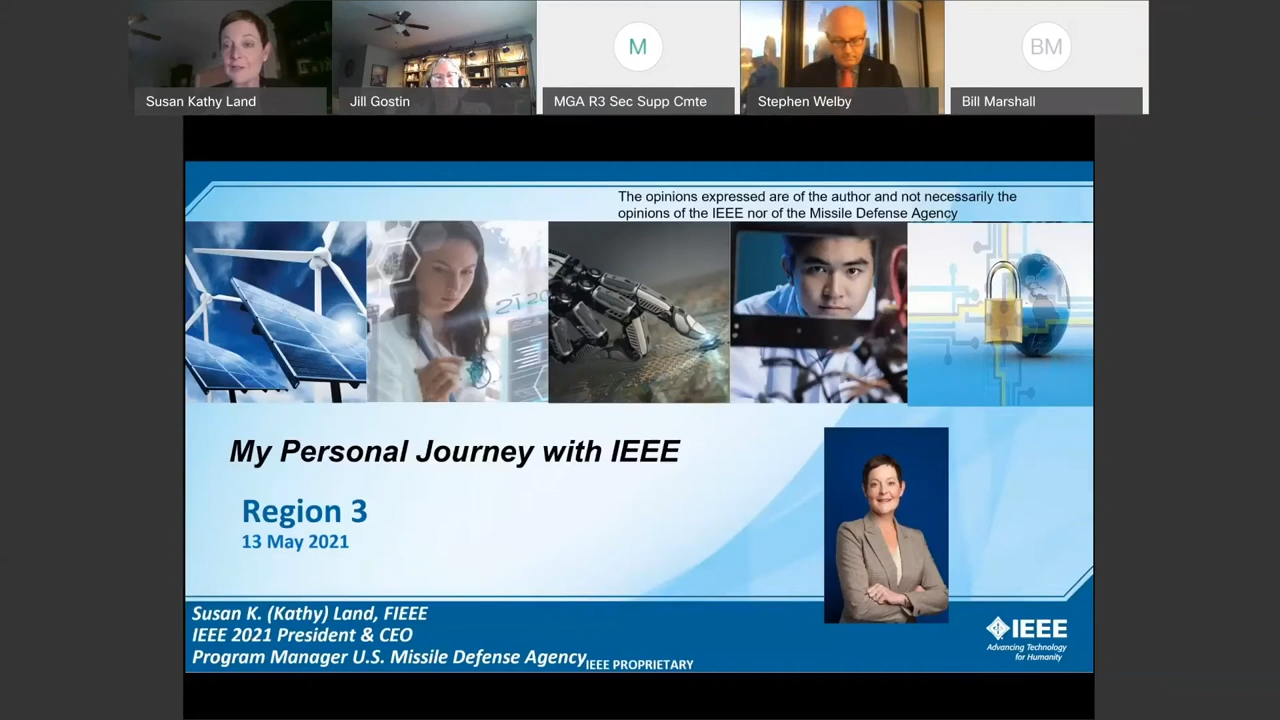 M
BM
Susan Kathy Land
Jill Gostin
MGA R3 Sec Supp Cmte
Stephen Welby
Bill Marshall
The opinions expressed are of the author and not necessarily the
opinions of the IEEE nor of the Missile Defense Agency
My Personal Journey with IEEE
Region 3
13 May 2021
Susan K. (Kathy) Land, FIEEE
IEEE 2021 President & CEO
Program Manager U.S. Missile Defense Agency
IEEE PROPRIETARY
IEEE
Advancing Technology
for Humanity